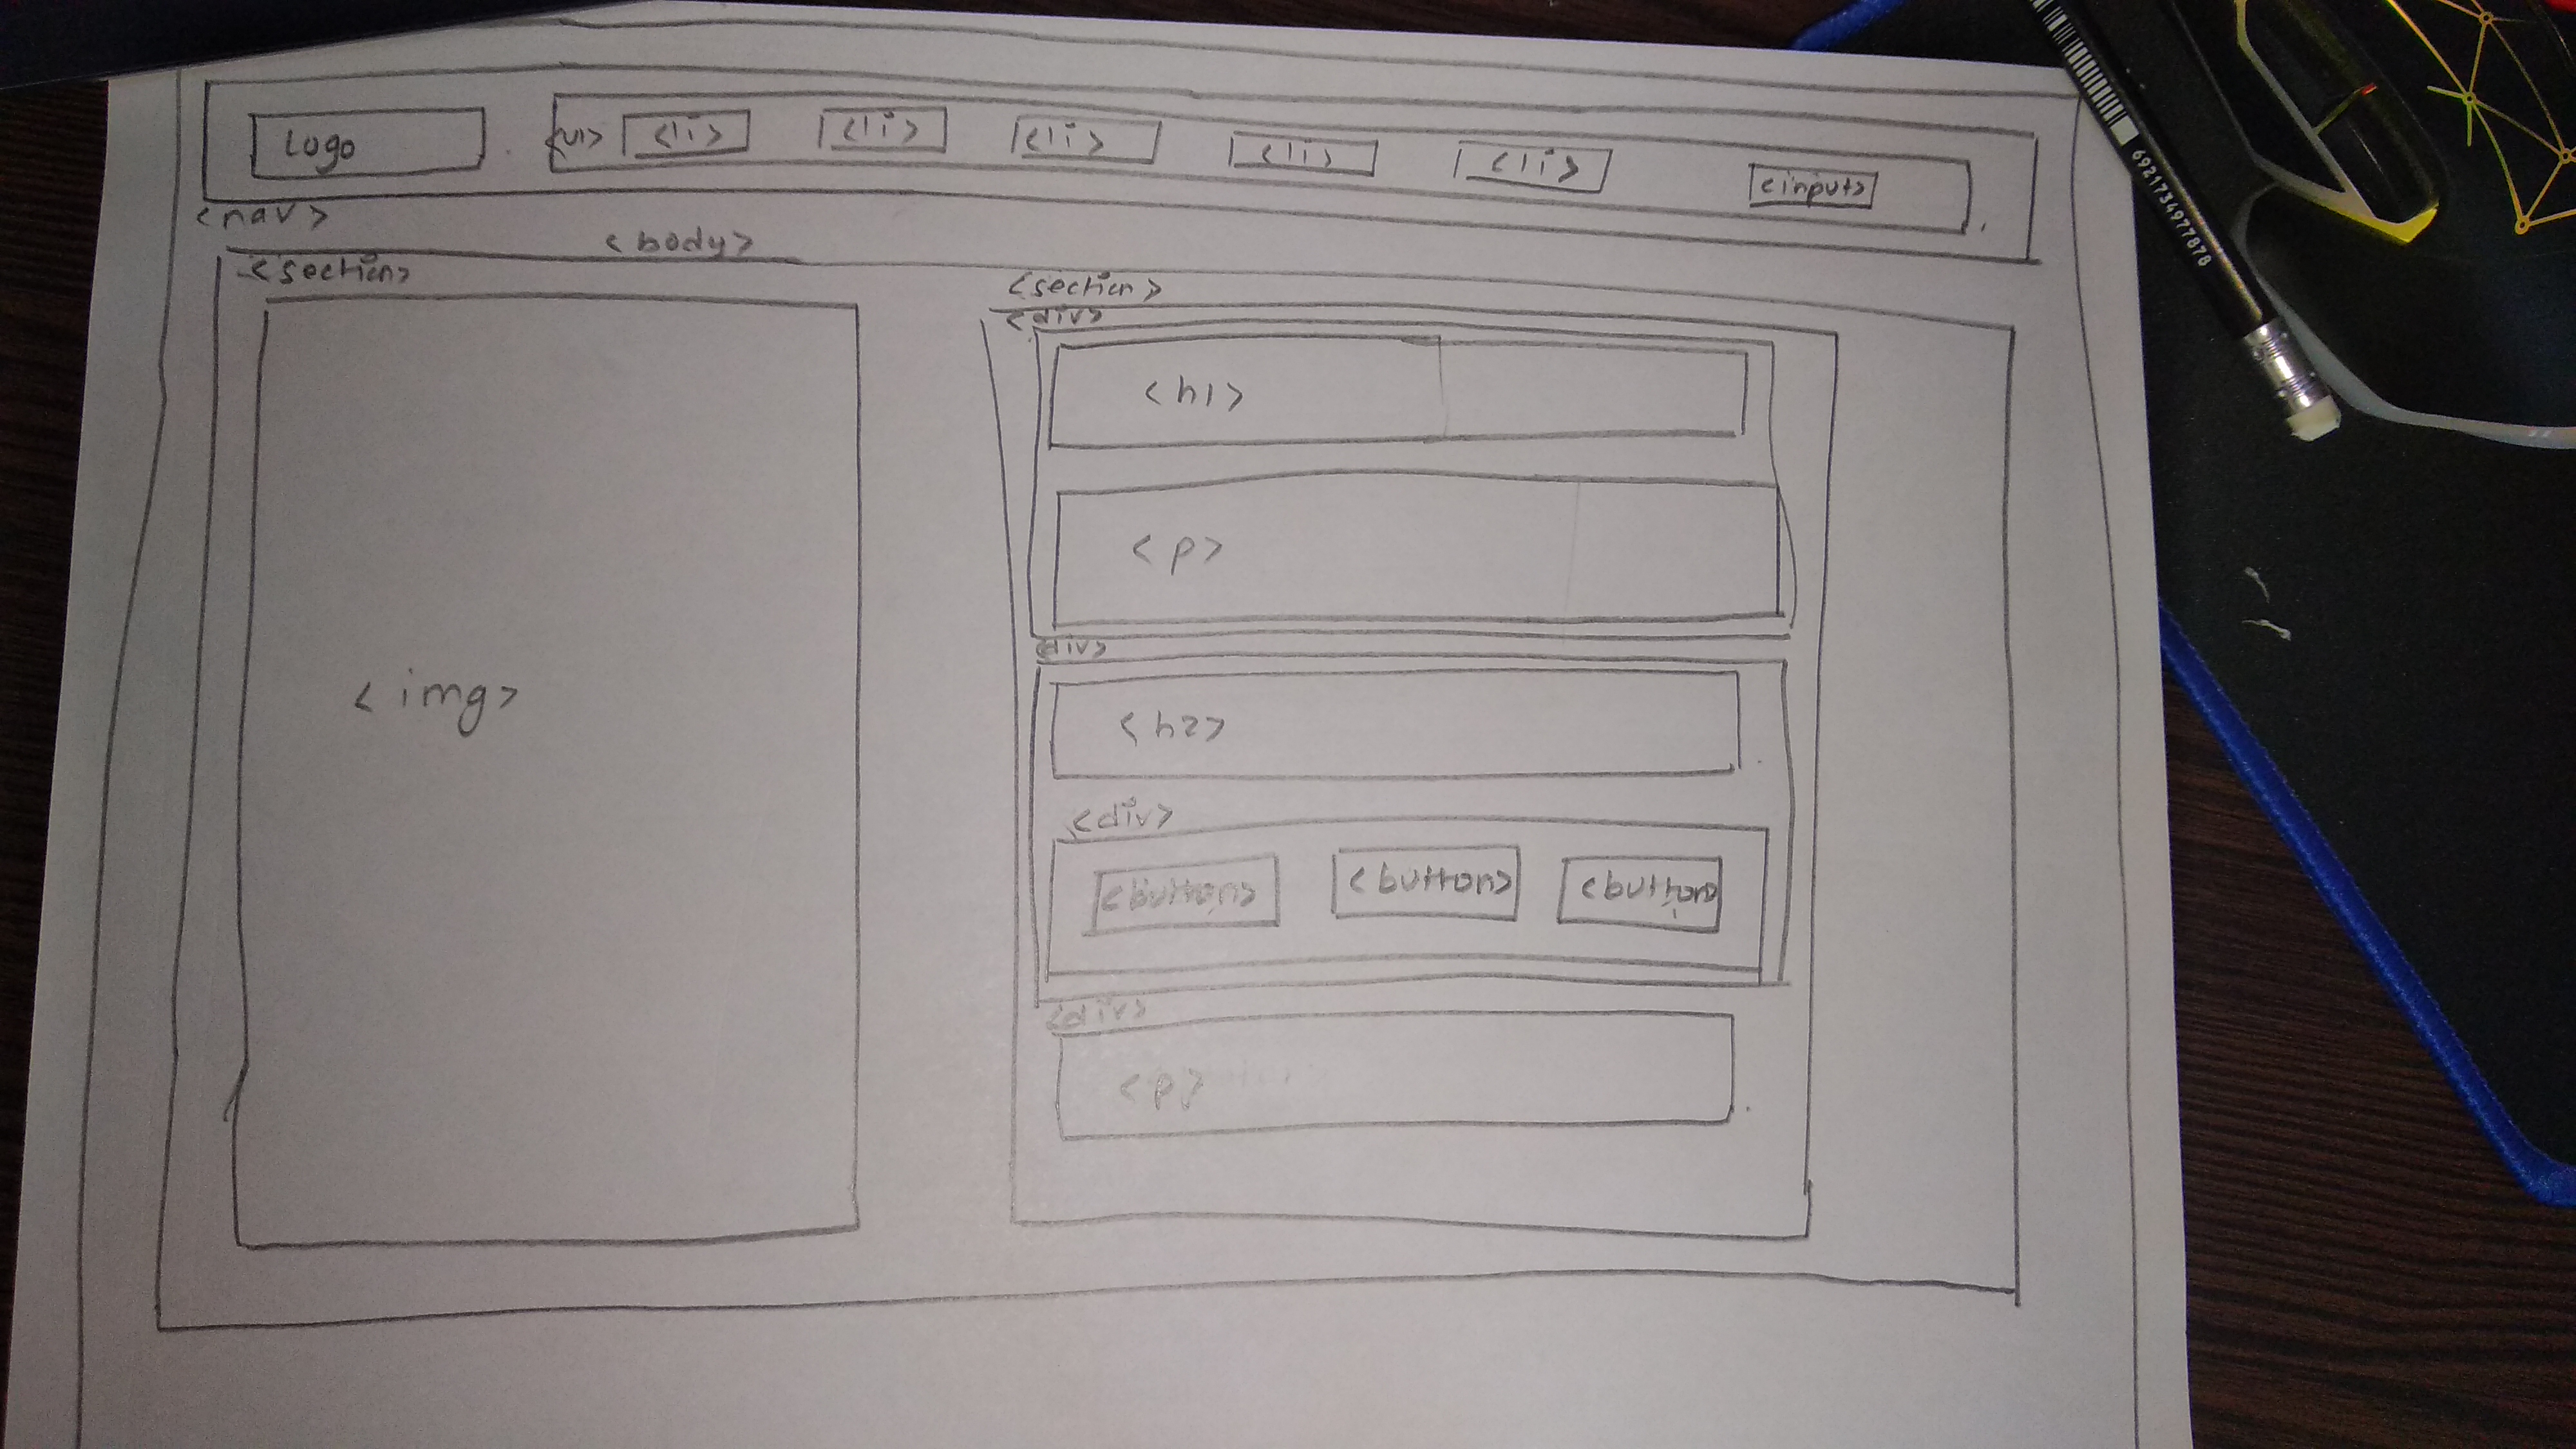 Logo <ul> <li> <li> <li> <li> <li> <input>
<nav>
<body>
<section>
<img>
<section>
<div>
<h1>
<p>
<div>
<h2>
<div>
<button> <button> <button>
<div>
<p>
6921734977878